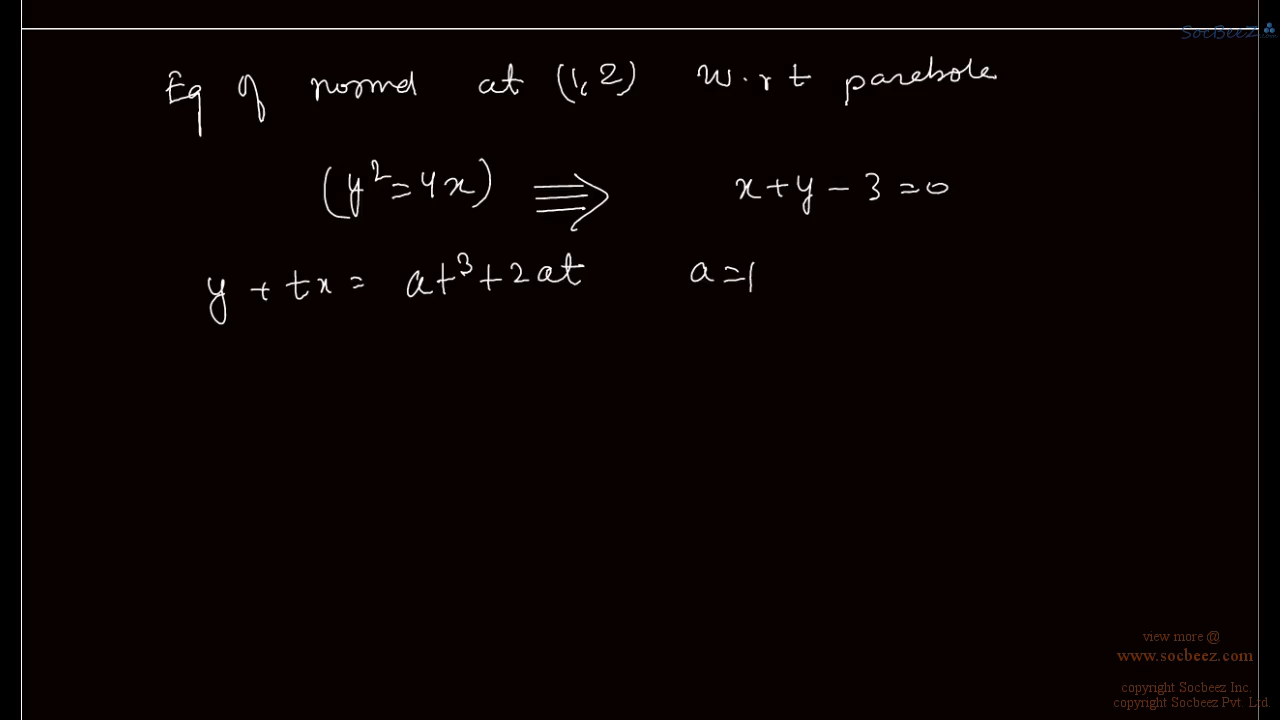 SocBeeZ
Eq of normal at (1, 2) w.r t parabola
(y² = 4x) ⟹ x + y - 3 = 0
y + tx = at³ + 2at a = 1
view more @
www.socbeez.com
copyright Socbeez Inc.
copyright Socbeez Pvt. Ltd